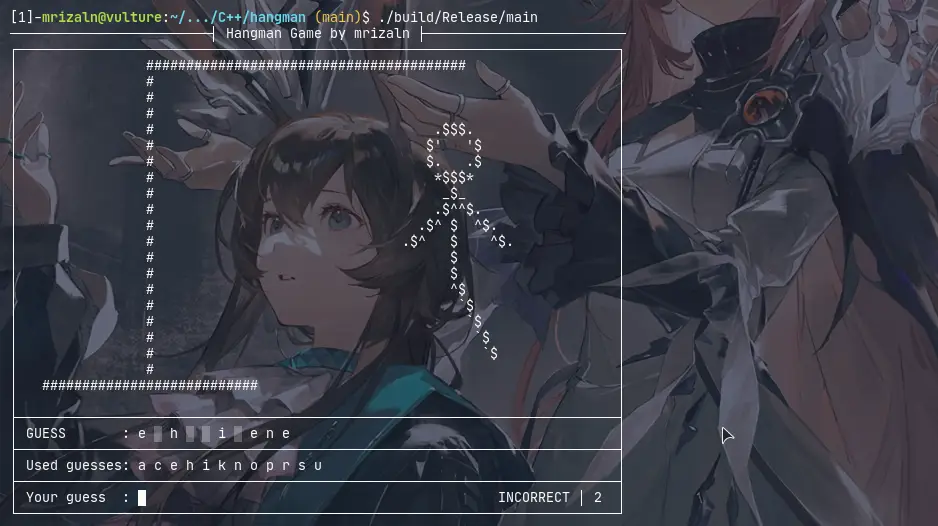 [1]-mrizaln@vulture:~/.../C++/hangman (main)$ ./build/Release/main
Hangman Game by mrizaln
########################################
#
#
#
# .$$$.
# $' '$
# $. .$
# *$$$*
# _$_
# .$^^$.
# .$^ $ ^$.
# .$^ $ ^$.
# $
# $
# ^$
# `$
# `$
# `$
# `$
#
###########################
GUESS : e h i e n e
Used guesses: a c e h i k n o p r s u
Your guess : INCORRECT | 2